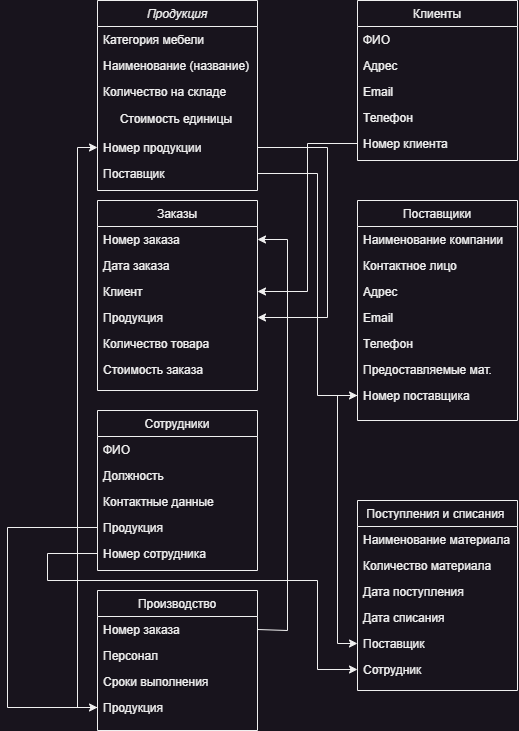 Продукция
Категория мебели
Наименование (название)
Количество на складе
Стоимость единицы
Номер продукции
Поставщик
Клиенты
ФИО
Адрес
Email
Телефон
Номер клиента
Заказы
Номер заказа
Дата заказа
Клиент
Продукция
Количество товара
Стоимость заказа
Поставщики
Наименование компании
Контактное лицо
Адрес
Email
Телефон
Предоставляемые мат.
Номер поставщика
Сотрудники
ФИО
Должность
Контактные данные
Продукция
Номер сотрудника
Поступления и списания
Наименование материала
Количество материала
Дата поступления
Дата списания
Поставщик
Сотрудник
Производство
Номер заказа
Персонал
Сроки выполнения
Продукция